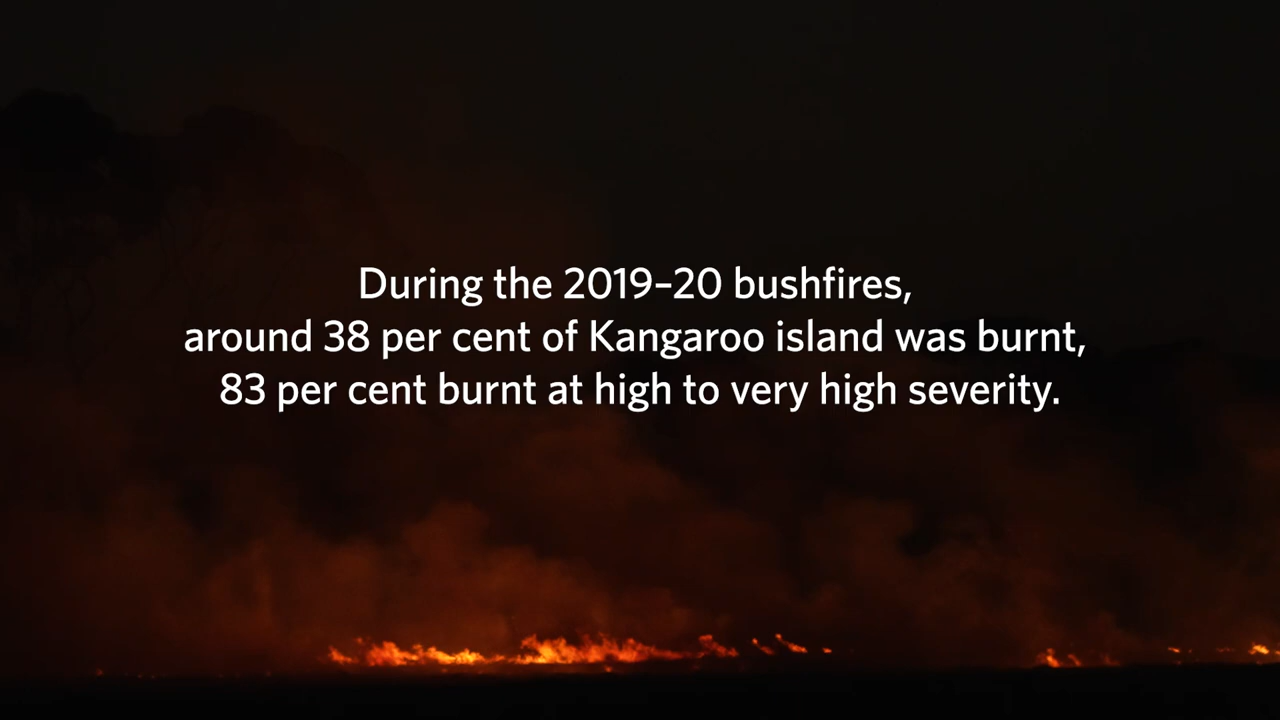 During the 2019–20 bushfires,
around 38 per cent of Kangaroo island was burnt,
83 per cent burnt at high to very high severity.